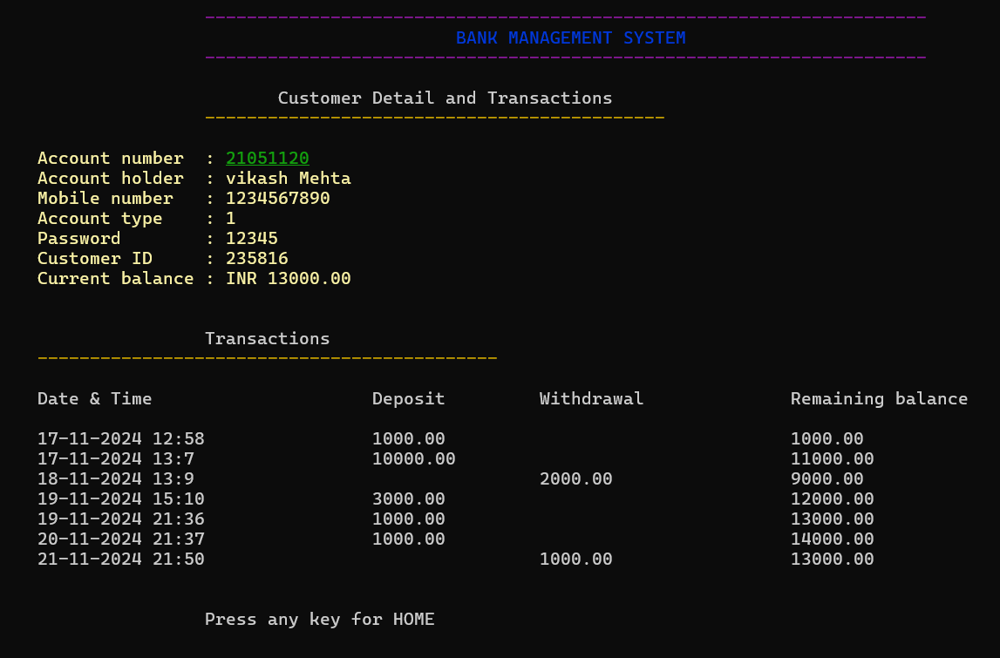 BANK MANAGEMENT SYSTEM
Customer Detail and Transactions
Account number : 21051120
Account holder : vikash Mehta
Mobile number : 1234567890
Account type : 1
Password : 12345
Customer ID : 235816
Current balance : INR 13000.00
Transactions
Date & Time Deposit Withdrawal Remaining balance
17-11-2024 12:58 1000.00 1000.00
17-11-2024 13:7 10000.00 11000.00
18-11-2024 13:9 2000.00 9000.00
19-11-2024 15:10 3000.00 12000.00
19-11-2024 21:36 1000.00 13000.00
20-11-2024 21:37 1000.00 14000.00
21-11-2024 21:50 1000.00 13000.00
Press any key for HOME